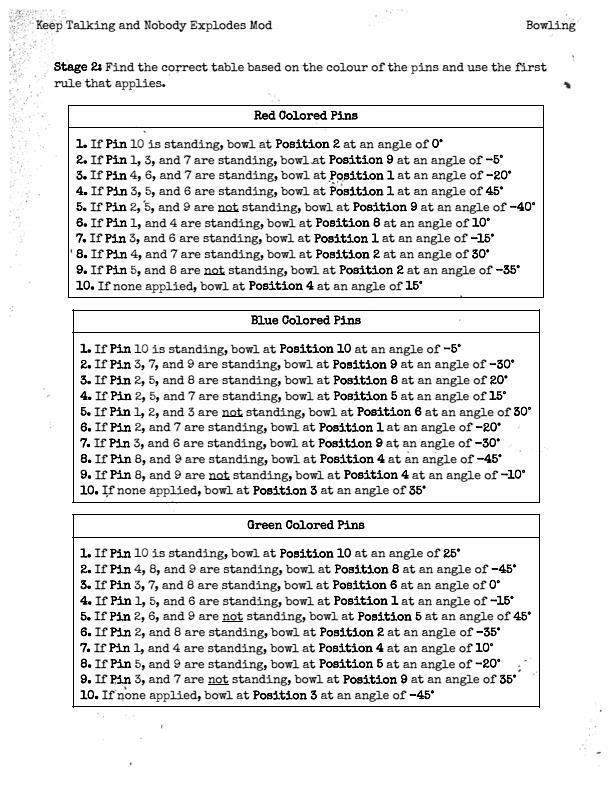 Keep Talking and Nobody Explodes Mod
Bowling
Stage 2: Find the correct table based on the colour of the pins and use the first
rule that applies.
Red Colored Pins
1. If Pin 10 is standing, bowl at Position 2 at an angle of 0°
2. If Pin 1, 3, and 7 are standing, bowl at Position 9 at an angle of -5°
3. If Pin 4, 6, and 7 are standing, bowl at Position 1 at an angle of -20°
4. If Pin 3, 5, and 6 are standing, bowl at Position 1 at an angle of 45°
5. If Pin 2, 5, and 9 are not standing, bowl at Position 9 at an angle of -40°
6. If Pin 1, and 4 are standing, bowl at Position 8 at an angle of 10°
7. If Pin 3, and 6 are standing, bowl at Position 1 at an angle of -15°
8. If Pin 4, and 7 are standing, bowl at Position 2 at an angle of 30°
9. If Pin 5, and 8 are not standing, bowl at Position 2 at an angle of -35°
10. If none applied, bowl at Position 4 at an angle of 15°
Blue Colored Pins
1. If Pin 10 is standing, bowl at Position 10 at an angle of -5°
2. If Pin 3, 7, and 9 are standing, bowl at Position 9 at an angle of -30°
3. If Pin 2, 5, and 8 are standing, bowl at Position 8 at an angle of 20°
4. If Pin 2, 5, and 7 are standing, bowl at Position 5 at an angle of 15°
5. If Pin 1, 2, and 3 are not standing, bowl at Position 6 at an angle of 30°
6. If Pin 2, and 7 are standing, bowl at Position 1 at an angle of -20°
7. If Pin 3, and 6 are standing, bowl at Position 9 at an angle of -30°
8. If Pin 8, and 9 are standing, bowl at Position 4 at an angle of -45°
9. If Pin 8, and 9 are not standing, bowl at Position 4 at an angle of -10°
10. If none applied, bowl at Position 3 at an angle of 35°
Green Colored Pins
1. If Pin 10 is standing, bowl at Position 10 at an angle of 25°
2. If Pin 4, 8, and 9 are standing, bowl at Position 8 at an angle of -45°
3. If Pin 3, 7, and 8 are standing, bowl at Position 6 at an angle of 0°
4. If Pin 1, 5, and 6 are standing, bowl at Position 1 at an angle of -15°
5. If Pin 2, 6, and 9 are not standing, bowl at Position 5 at an angle of 45°
6. If Pin 2, and 8 are standing, bowl at Position 2 at an angle of -35°
7. If Pin 1, and 4 are standing, bowl at Position 4 at an angle of 10°
8. If Pin 5, and 9 are standing, bowl at Position 5 at an angle of -20°
9. If Pin 3, and 7 are not standing, bowl at Position 9 at an angle of 35°
10. If none applied, bowl at Position 3 at an angle of -45°